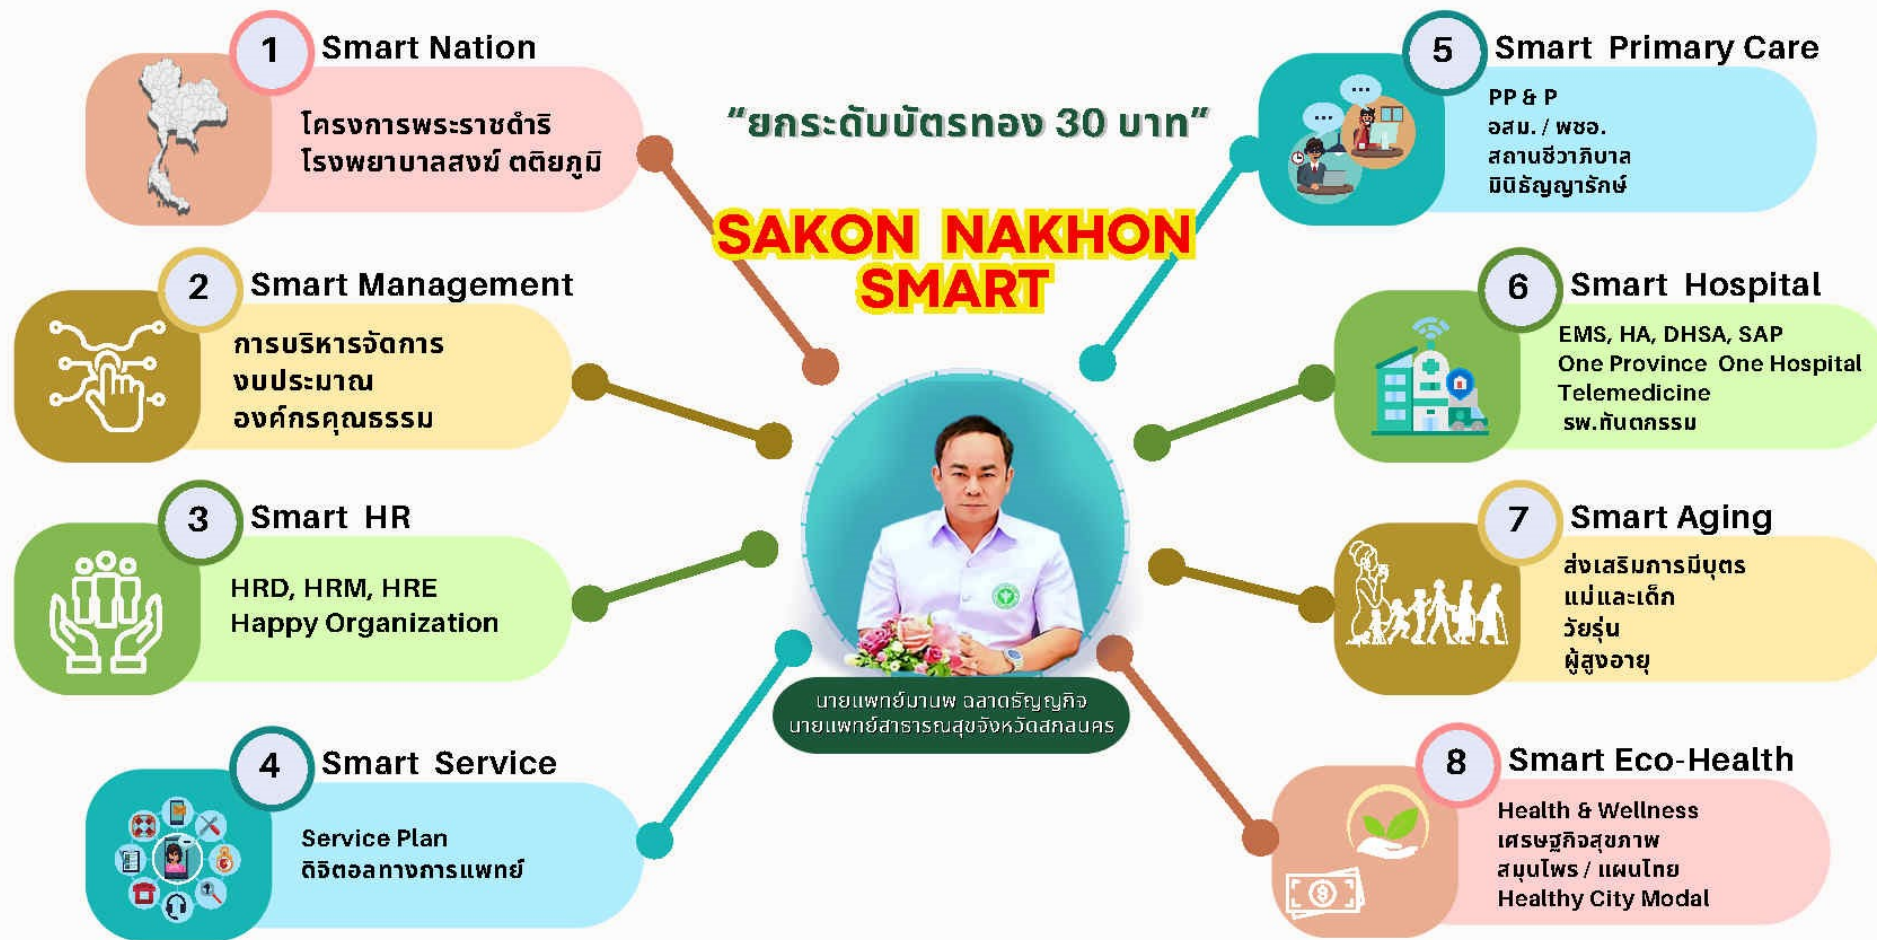 "ยกระดับบัตรทอง 30 บาท"
SAKON NAKHON
SMART
1
Smart Nation
โครงการพระราชดำริ
โรงพยาบาลสงฆ์ ตติยภูมิ
2
Smart Management
การบริหารจัดการ
งบประมาณ
องค์กรคุณธรรม
3
Smart HR
HRD, HRM, HRE
Happy Organization
4
Smart Service
Service Plan
ดิจิตอลทางการแพทย์
5
Smart Primary Care
PP & P
อสม. / พชอ.
สถานชีวาภิบาล
มินิธัญญารักษ์
6
Smart Hospital
EMS, HA, DHSA, SAP
One Province One Hospital
Telemedicine
รพ.ทันตกรรม
7
Smart Aging
ส่งเสริมการมีบุตร
แม่และเด็ก
วัยรุ่น
ผู้สูงอายุ
8
Smart Eco-Health
Health & Wellness
เศรษฐกิจสุขภาพ
สมุนไพร / แผนไทย
Healthy City Modal
นายแพทย์มานพ ฉลาดธัญญกิจ
นายแพทย์สาธารณสุขจังหวัดสกลนคร